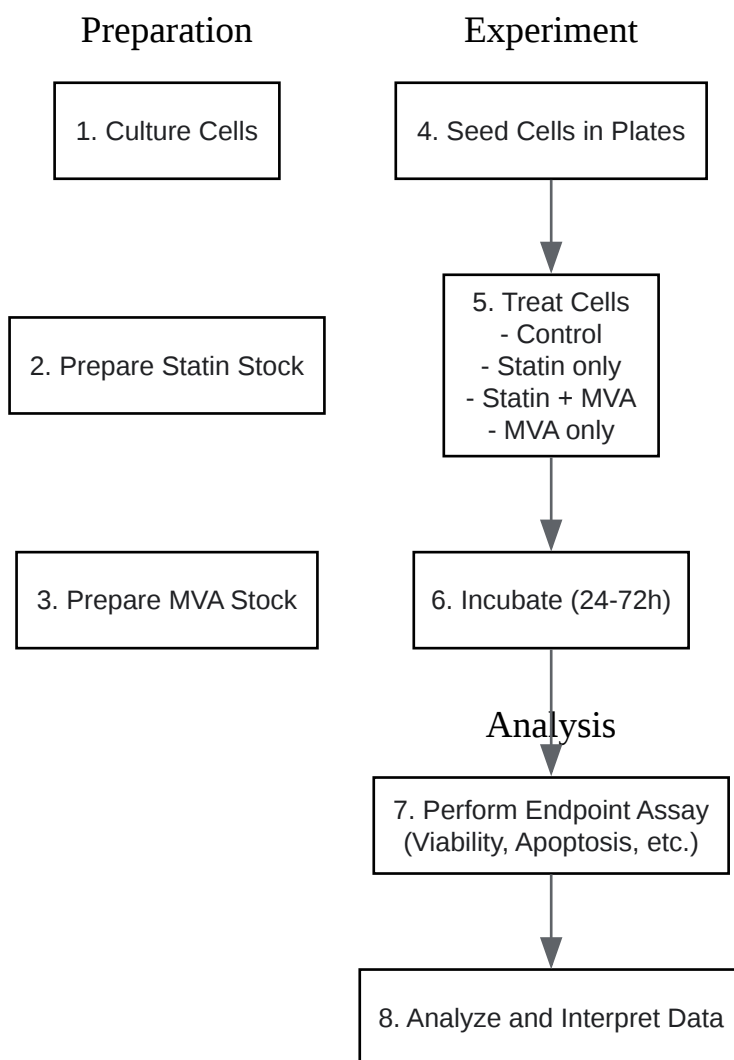 Preparation
1. Culture Cells
2. Prepare Statin Stock
3. Prepare MVA Stock
Experiment
4. Seed Cells in Plates
5. Treat Cells
- Control
- Statin only
- Statin + MVA
- MVA only
6. Incubate (24-72h)
Analysis
7. Perform Endpoint Assay
(Viability, Apoptosis, etc.)
8. Analyze and Interpret Data